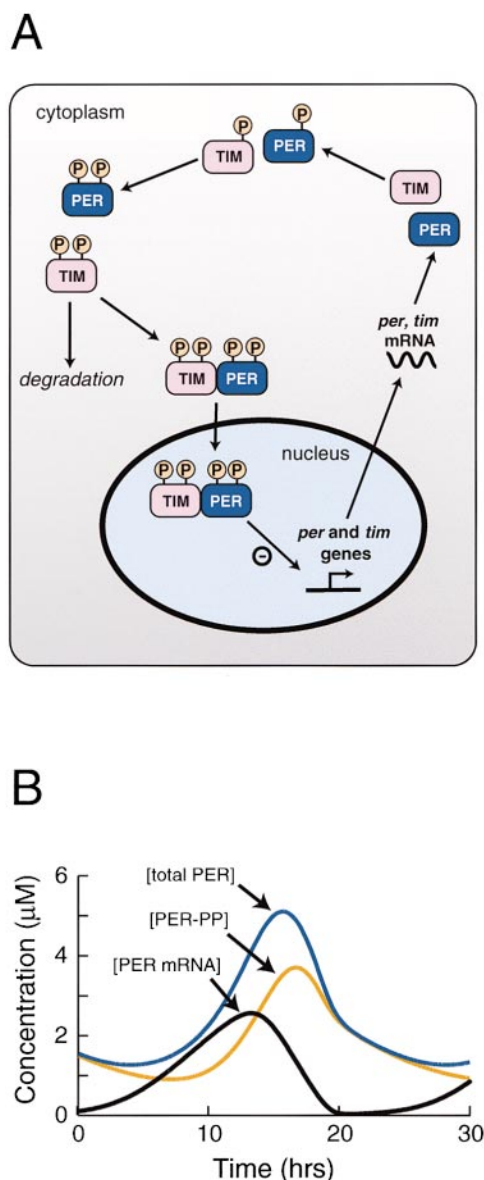 A
cytoplasm
P
P
TIM
PER
P P
PER
TIM
PER
P P
TIM
per, tim
mRNA
degradation
P P P P
TIM PER
nucleus
P P P P
TIM PER
per and tim
genes
-
B
Concentration (μM)
6
4
2
0
[total PER]
[PER-PP]
[PER mRNA]
0 10 20 30
Time (hrs)